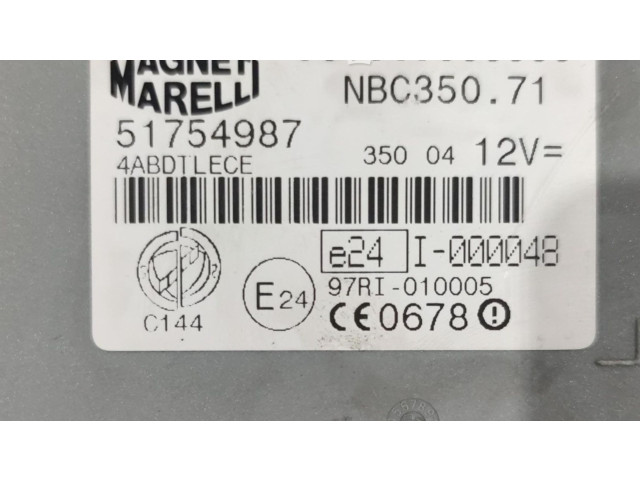 MAGNETI
MARELLI
NBC350.71
51754987
4ABDTLECE
350 04 12V=
e24 I-000048
E24
97RI-010005
C144
CE0678